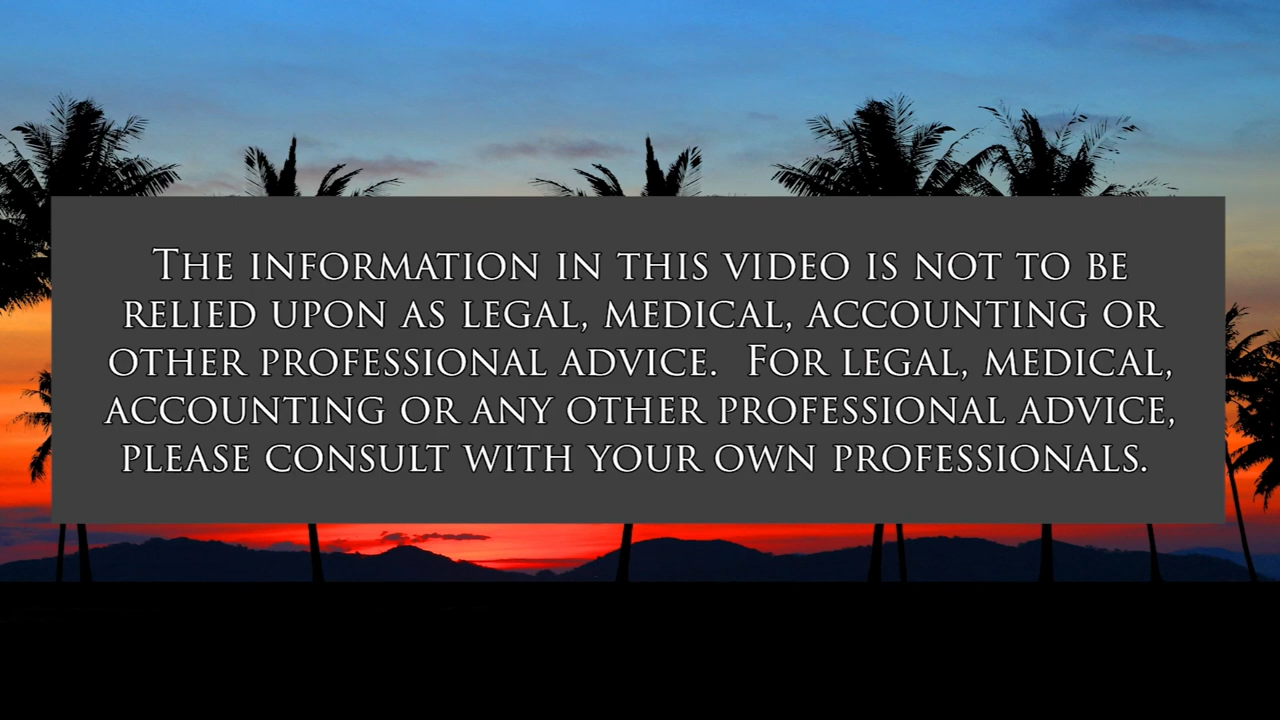 The information in this video is not to be
relied upon as legal, medical, accounting or
other professional advice.  For legal, medical,
accounting or any other professional advice,
please consult with your own professionals.